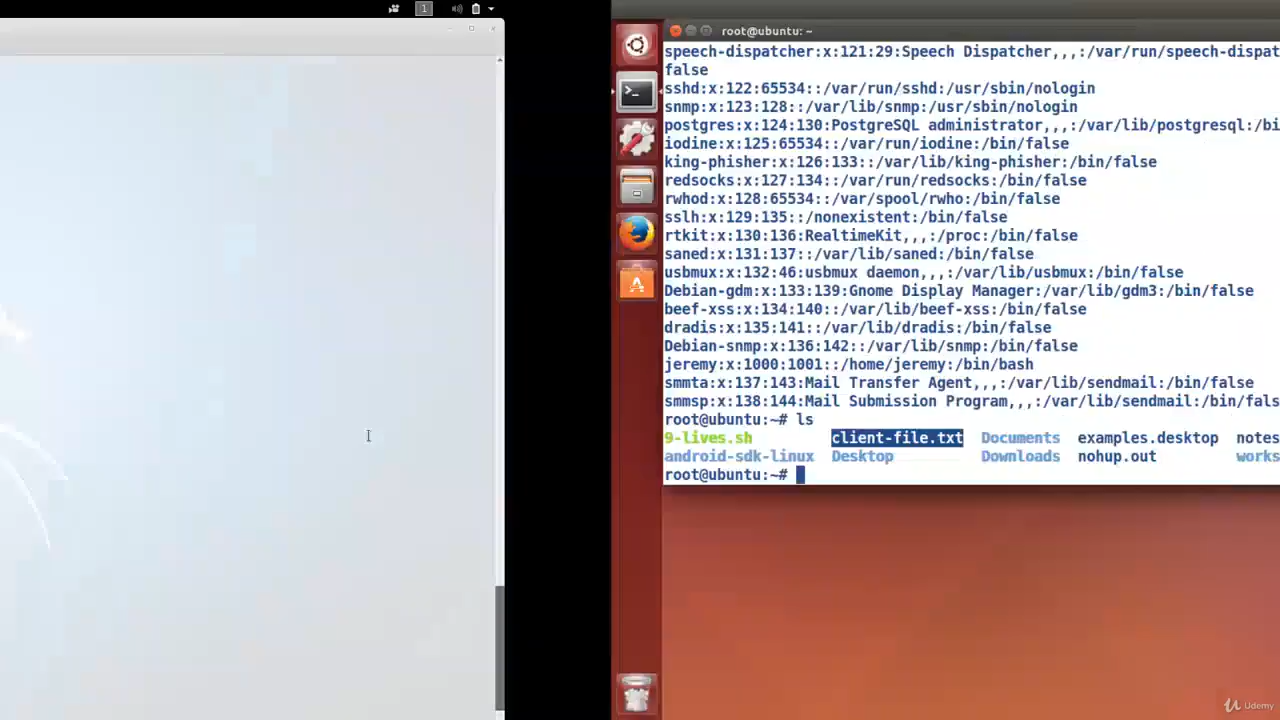 1
root@ubuntu: ~
speech-dispatcher:x:121:29:Speech Dispatcher,,,:/var/run/speech-dispat
false
sshd:x:122:65534::/var/run/sshd:/usr/sbin/nologin
snmp:x:123:128::/var/lib/snmp:/usr/sbin/nologin
postgres:x:124:130:PostgreSQL administrator,,,:/var/lib/postgresql:/bi
iodine:x:125:65534::/var/run/iodine:/bin/false
king-phisher:x:126:133::/var/lib/king-phisher:/bin/false
redsocks:x:127:134::/var/run/redsocks:/bin/false
rwhod:x:128:65534::/var/spool/rwho:/bin/false
sslh:x:129:135::/nonexistent:/bin/false
rtkit:x:130:136:RealtimeKit,,,:/proc:/bin/false
saned:x:131:137::/var/lib/saned:/bin/false
usbmux:x:132:46:usbmux daemon,,,:/var/lib/usbmux:/bin/false
Debian-gdm:x:133:139:Gnome Display Manager:/var/lib/gdm3:/bin/false
beef-xss:x:134:140::/var/lib/beef-xss:/bin/false
dradis:x:135:141::/var/lib/dradis:/bin/false
Debian-snmp:x:136:142::/var/lib/snmp:/bin/false
jeremy:x:1000:1001::/home/jeremy:/bin/bash
smmta:x:137:143:Mail Transfer Agent,,,:/var/lib/sendmail:/bin/false
smmsp:x:138:144:Mail Submission Program,,,:/var/lib/sendmail:/bin/fals
root@ubuntu:~# ls
9-lives.sh client-file.txt Documents examples.desktop notes
android-sdk-linux Desktop Downloads nohup.out works
root@ubuntu:~#
Udemy